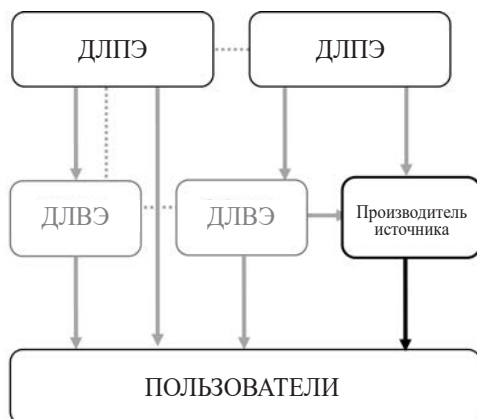 ДЛПЭ
ДЛПЭ
ДЛВЭ
ДЛВЭ
Производитель
источника
ПОЛЬЗОВАТЕЛИ